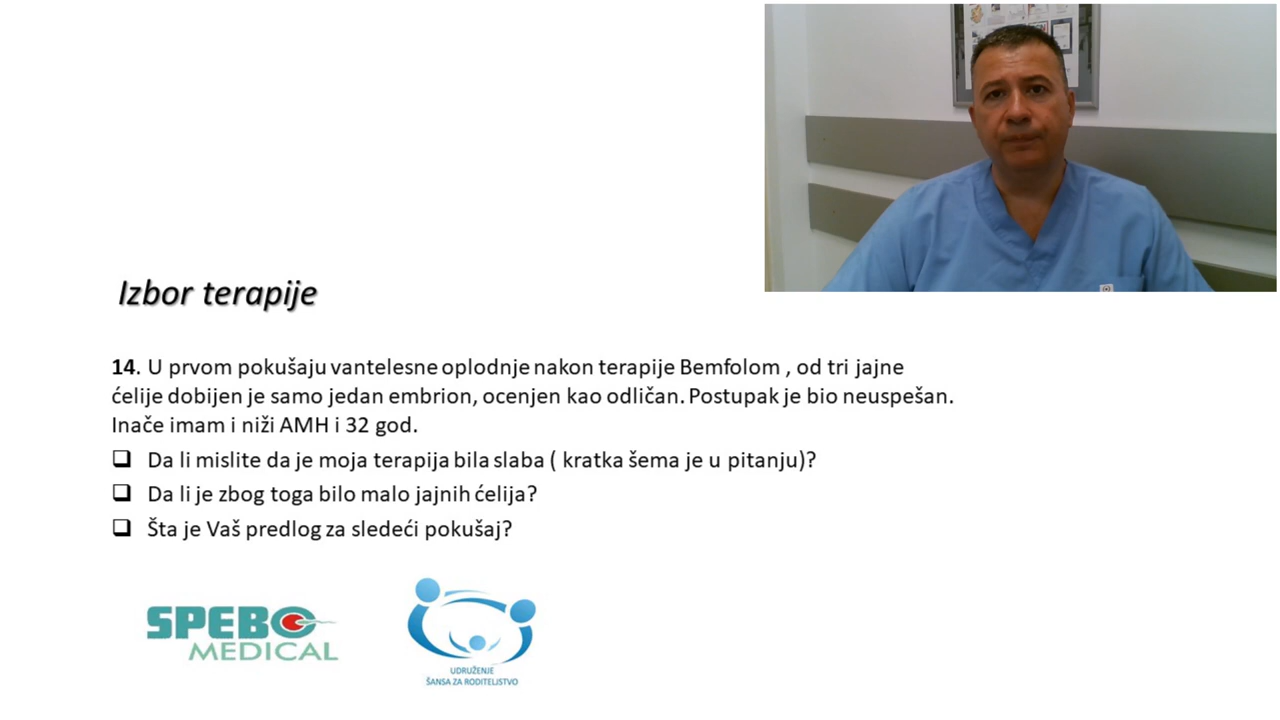 Izbor terapije
14. U prvom pokušaju vantelesne oplodnje nakon terapije Bemfolom , od tri jajne
ćelije dobijen je samo jedan embrion, ocenjen kao odličan. Postupak je bio neuspešan.
Inače imam i niži AMH i 32 god.
Da li mislite da je moja terapija bila slaba ( kratka šema je u pitanju)?
Da li je zbog toga bilo malo jajnih ćelija?
Šta je Vaš predlog za sledeći pokušaj?
SPEBO
MEDICAL
UDRUŽENJE
ŠANSA ZA RODITELJSTVO